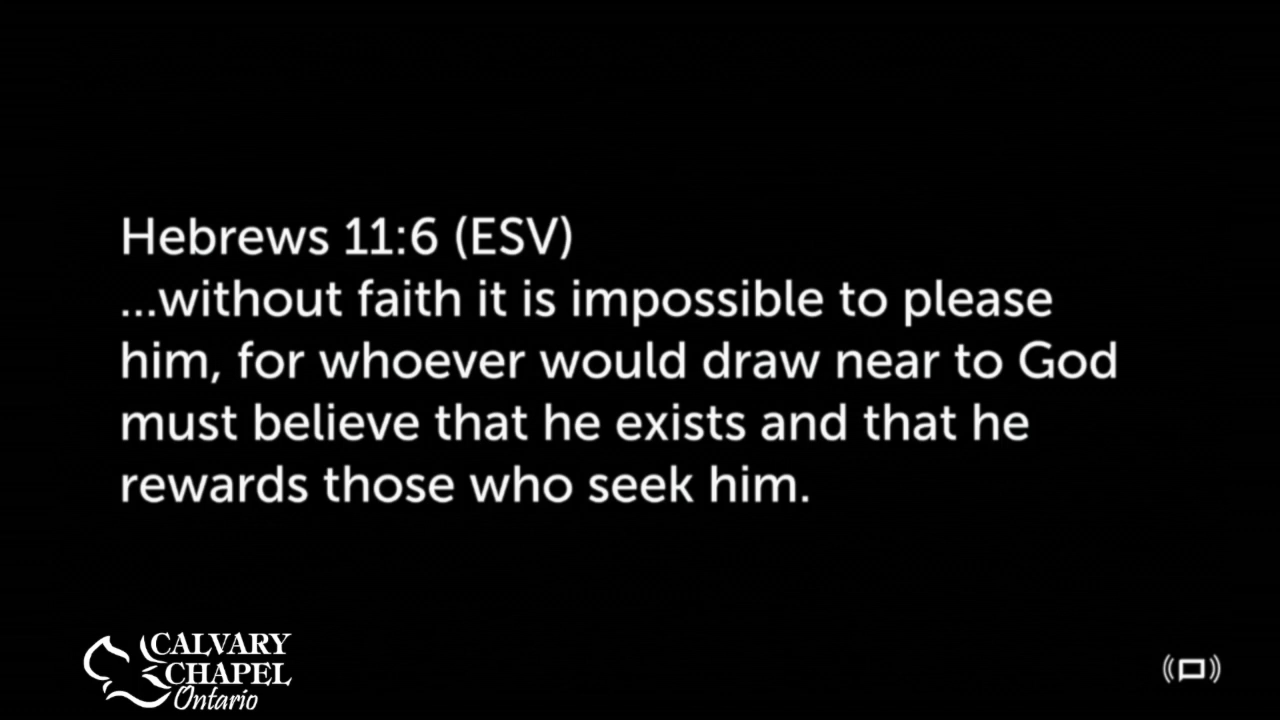 Hebrews 11:6 (ESV)
...without faith it is impossible to please
him, for whoever would draw near to God
must believe that he exists and that he
rewards those who seek him.
CALVARY
CHAPEL
Ontario